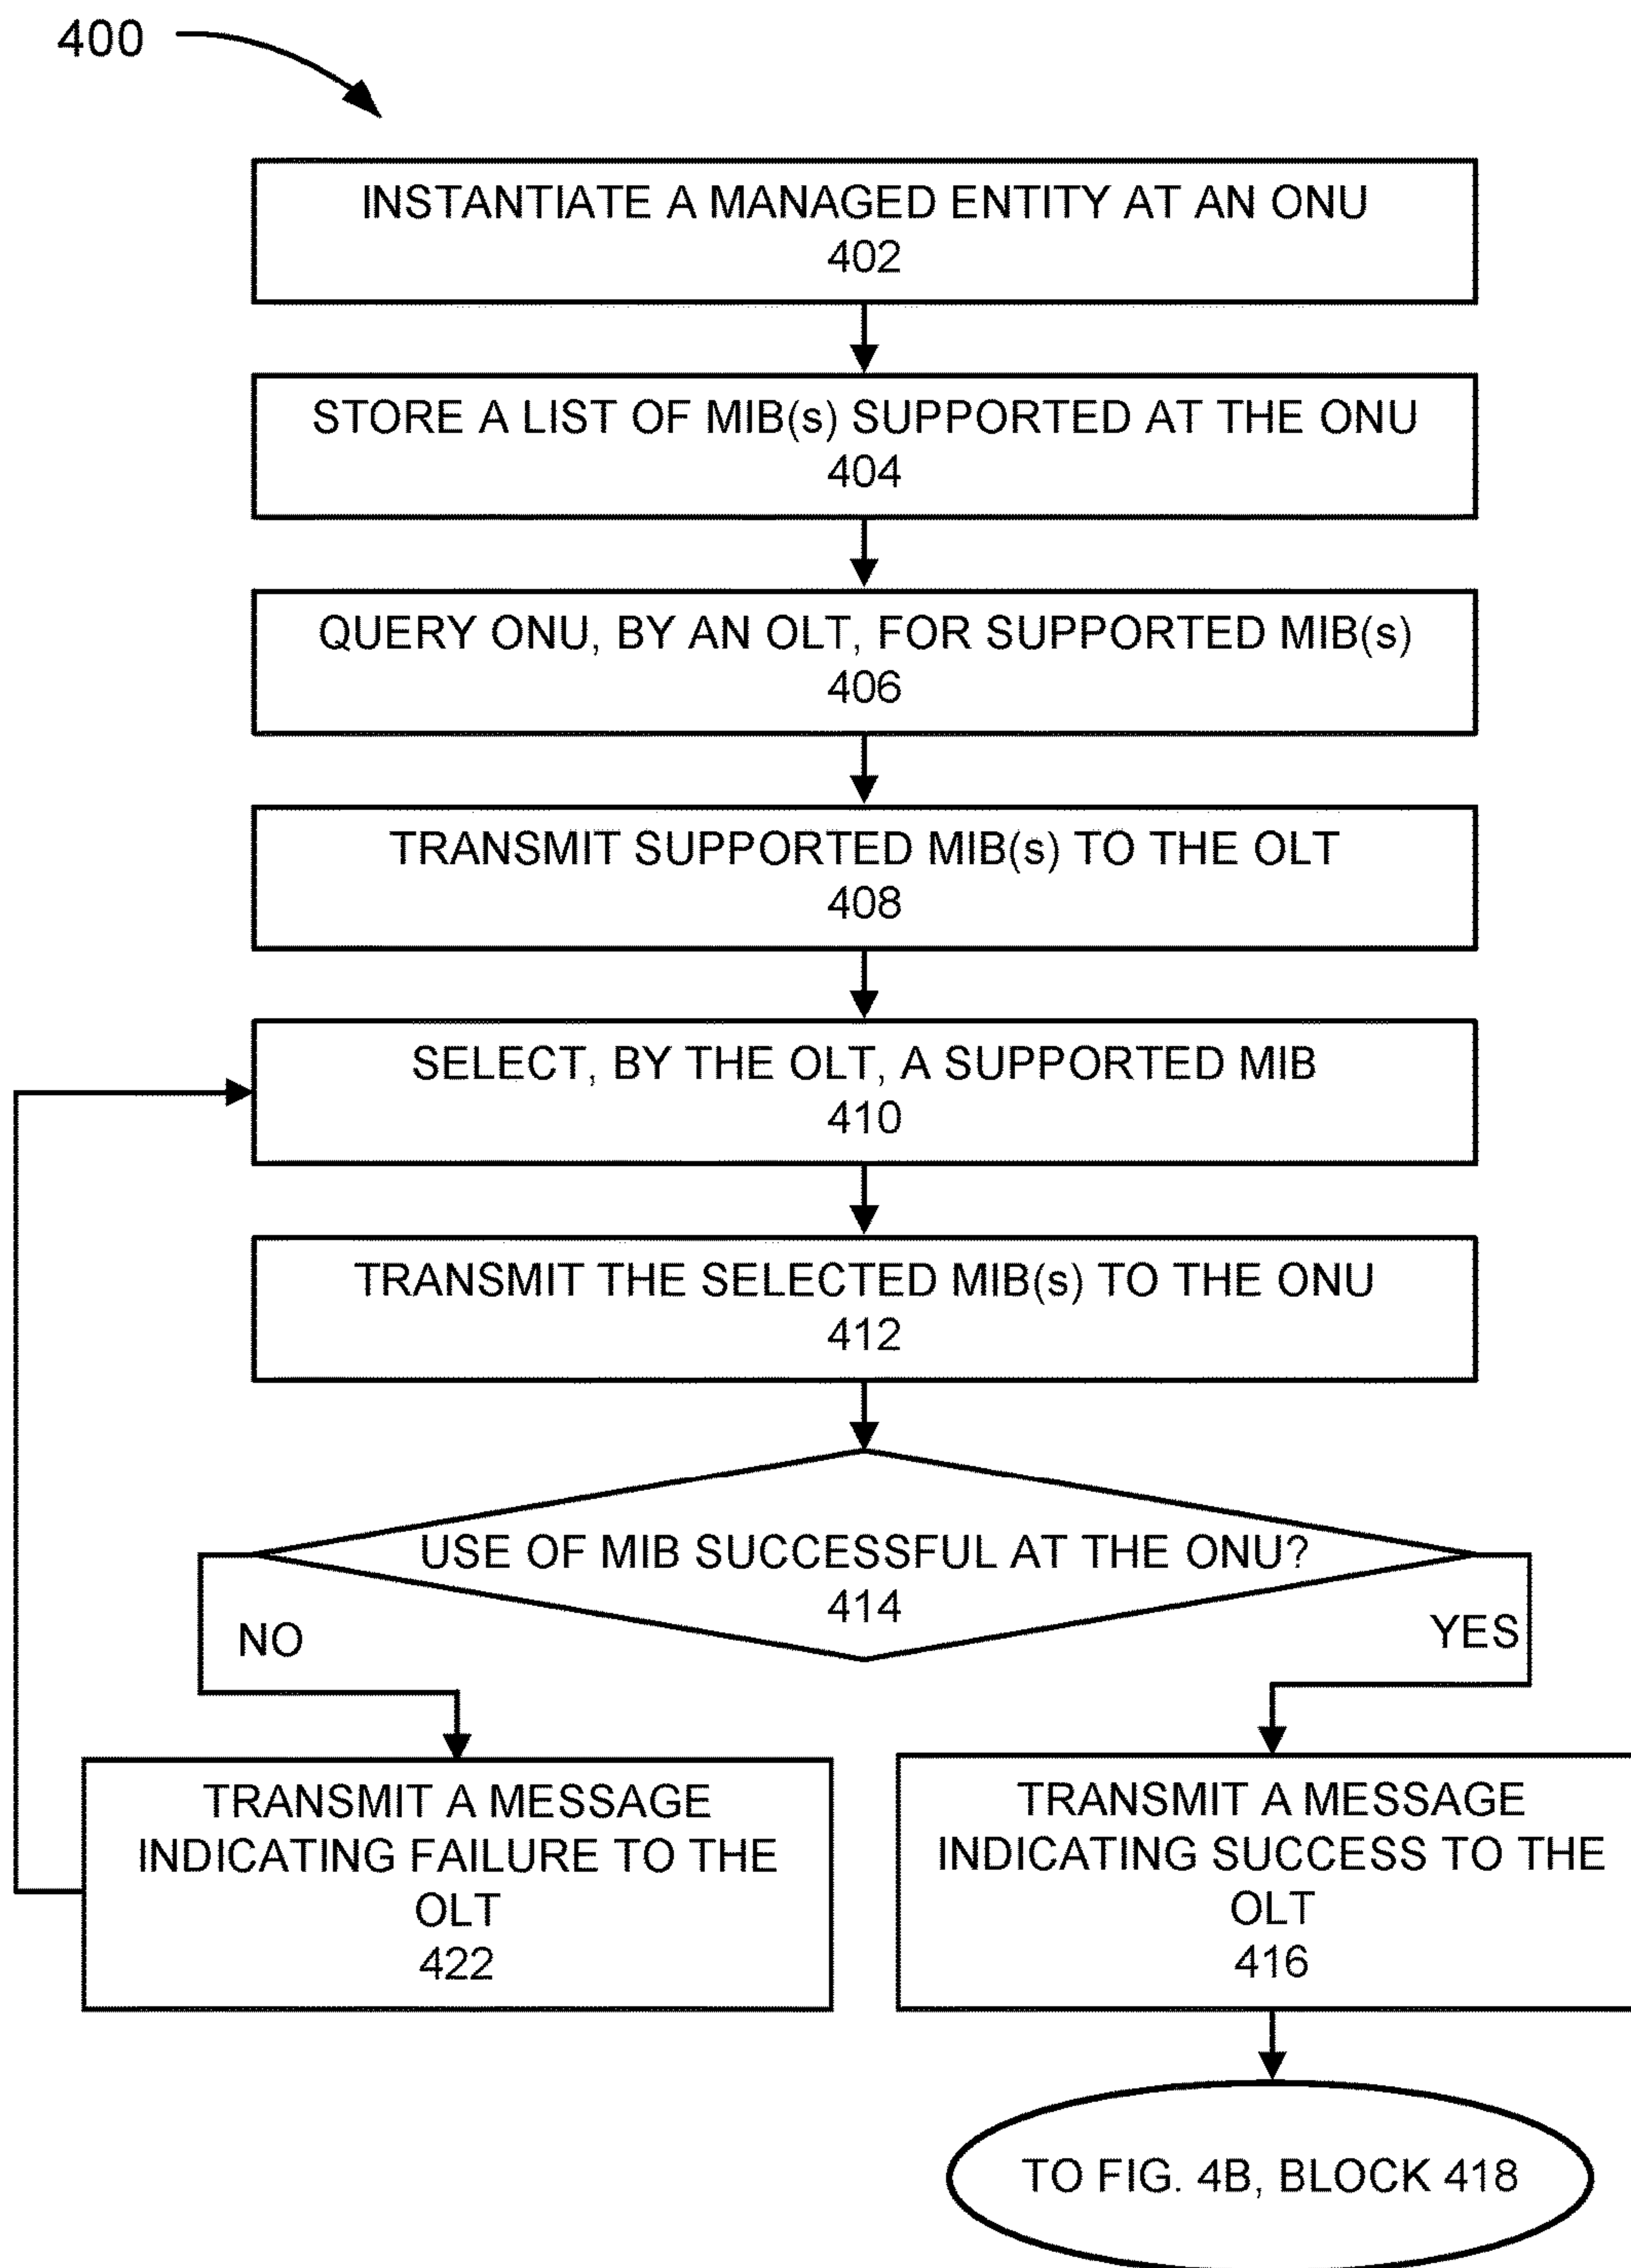 400
INSTANTIATE A MANAGED ENTITY AT AN ONU
402
STORE A LIST OF MIB(s) SUPPORTED AT THE ONU
404
QUERY ONU, BY AN OLT, FOR SUPPORTED MIB(s)
406
TRANSMIT SUPPORTED MIB(s) TO THE OLT
408
SELECT, BY THE OLT, A SUPPORTED MIB
410
TRANSMIT THE SELECTED MIB(s) TO THE ONU
412
USE OF MIB SUCCESSFUL AT THE ONU?
414
NO
YES
TRANSMIT A MESSAGE
INDICATING FAILURE TO THE
OLT
422
TRANSMIT A MESSAGE
INDICATING SUCCESS TO THE
OLT
416
TO FIG. 4B, BLOCK 418